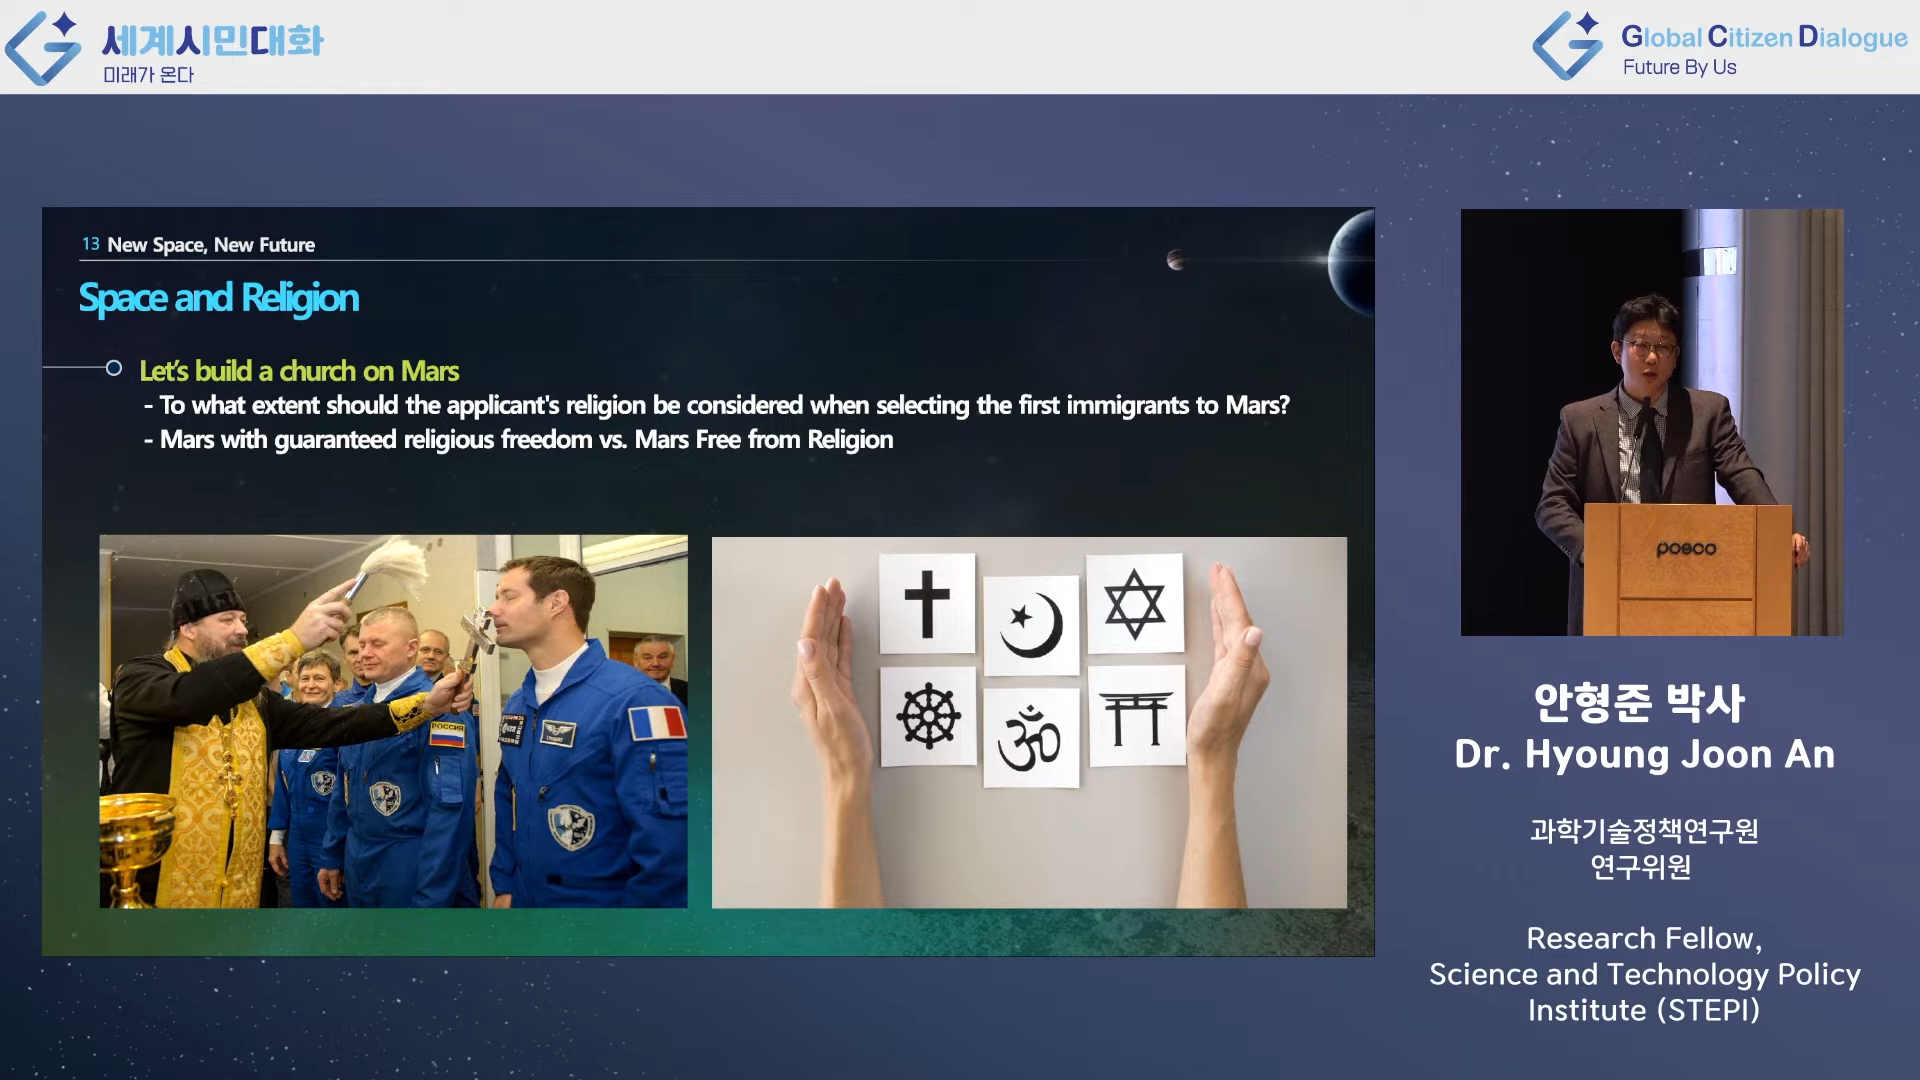 세계시민대화
미래가 온다
Global Citizen Dialogue
Future By Us
13 New Space, New Future
Space and Religion
Let's build a church on Mars
- To what extent should the applicant's religion be considered when selecting the first immigrants to Mars?
- Mars with guaranteed religious freedom vs. Mars Free from Religion
РОССИЯ
posco
안형준 박사
Dr. Hyoung Joon An
과학기술정책연구원
연구위원
Research Fellow,
Science and Technology Policy
Institute (STEPI)